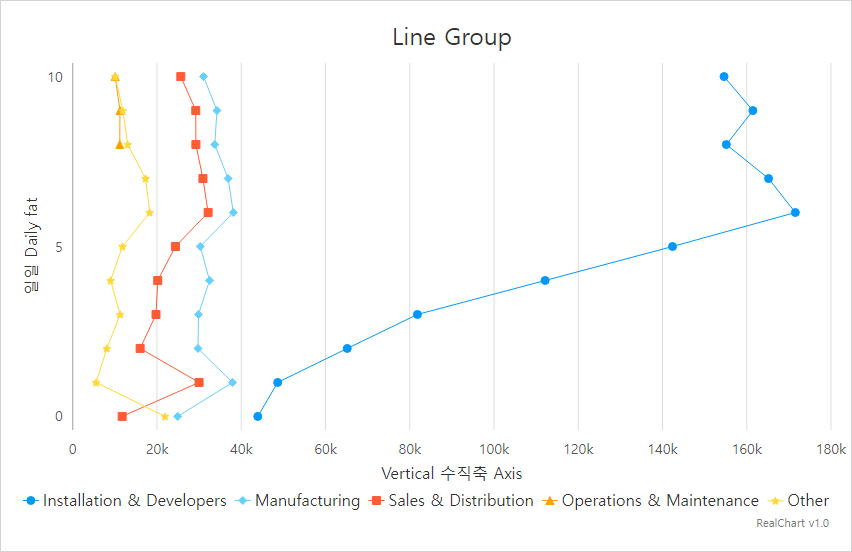 Line Group
10
5
0
일일 Daily fat
0 20k 40k 60k 80k 100k 120k 140k 160k 180k
Vertical 수직축 Axis
Installation & Developers Manufacturing Sales & Distribution Operations & Maintenance Other
RealChart v1.0